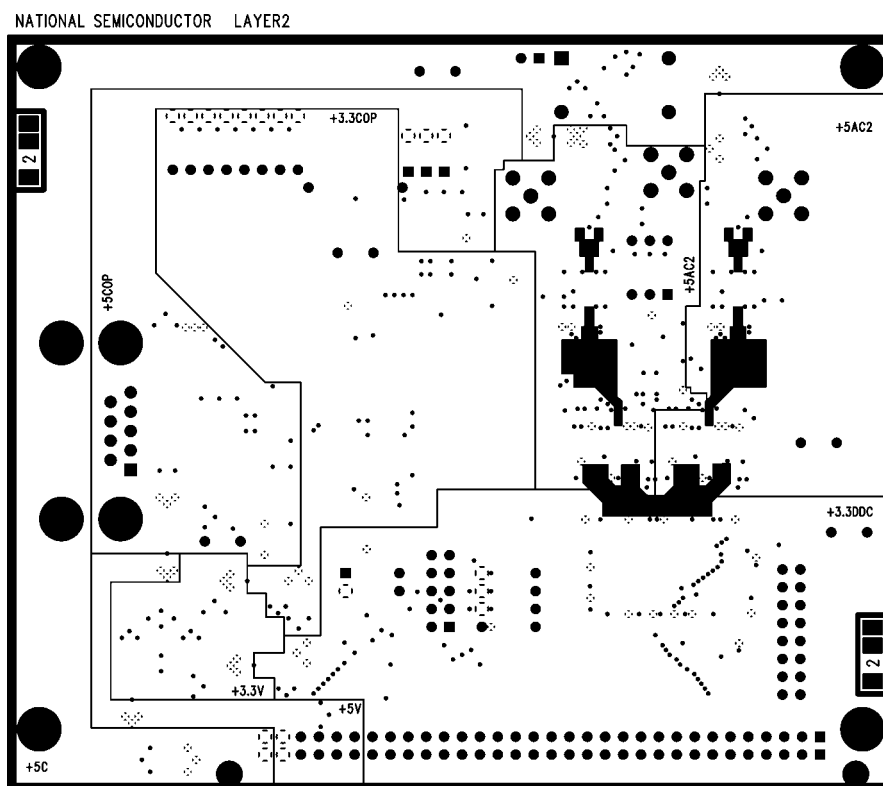 NATIONAL SEMICONDUCTOR LAYER2
+3.3COP
+5AC2
2
+5AC2
+5COP
+3.3DDC
2
+3.3V
+5V
+5C